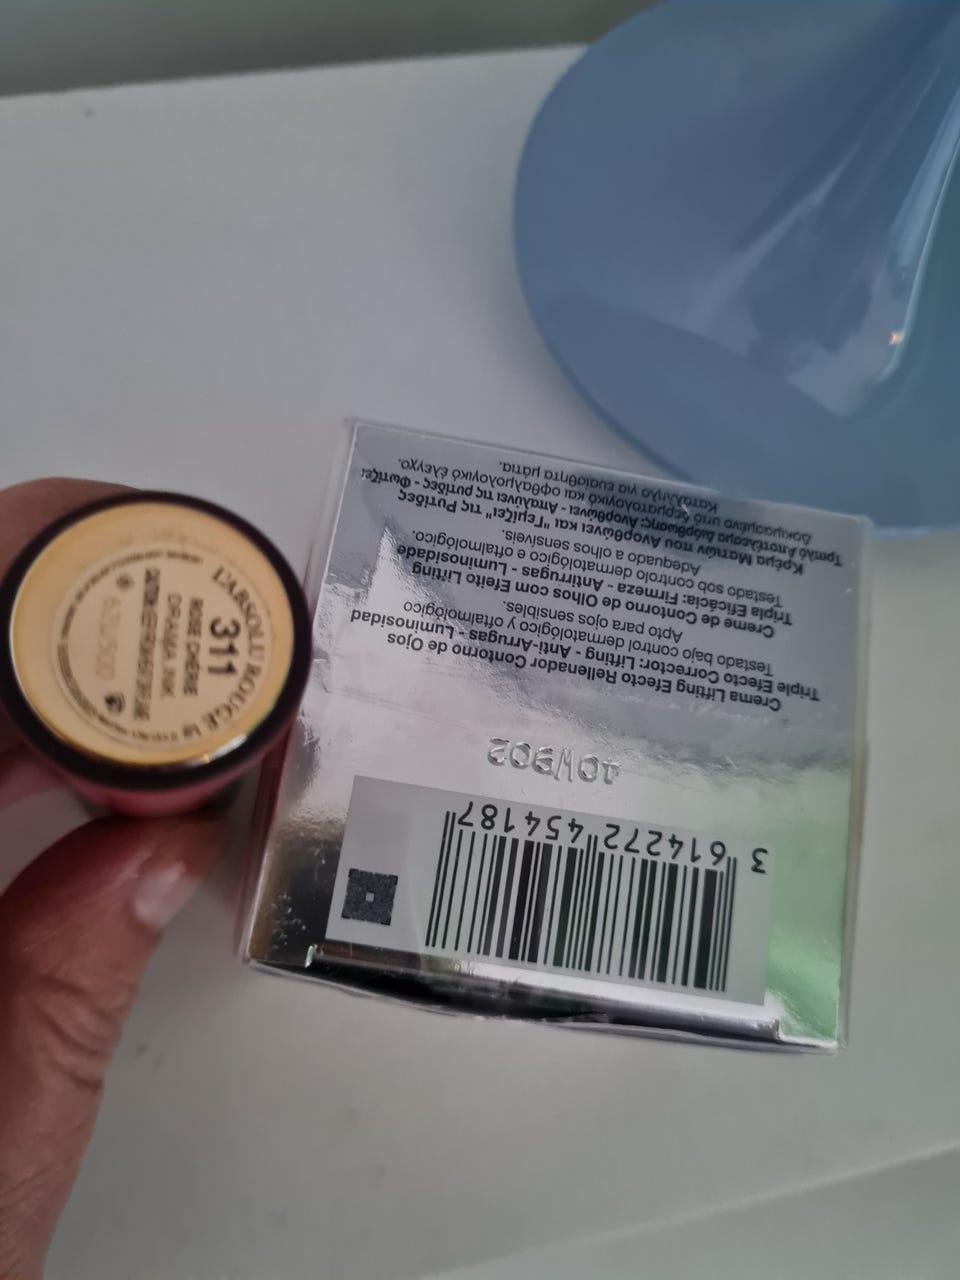 L'ABSOLU ROUGE
311
ROSE CHERIE
DRAMA INK
Crema Lifting Efecto Rellenador Contorno de Ojos
Triple Efecto Corrector: Lifting - Anti-Arrugas - Luminosidad
Testado bajo control dermatológico y oftalmológico
Apto para ojos sensibles.
Creme de Contorno de Olhos com Efeito Lifting
Tripla Eficácia: Firmeza - Antirrugas - Luminosidade
Testado sob controlo dermatológico e oftalmológico.
Adequado a olhos sensíveis.
Κρέμα Ματιών που Ανορθώνει και "Γεμίζει" τις Ρυτίδες
Τριπλό Αποτέλεσμα Διόρθωσης: Ανορθώνει - Απαλύνει τις ρυτίδες - Φωτίζει
Δοκιμασμένο υπό δερματολογικό και οφθαλμολογικό έλεγχο.
Κατάλληλο για ευαίσθητα μάτια.
40W902
3 614272 454187